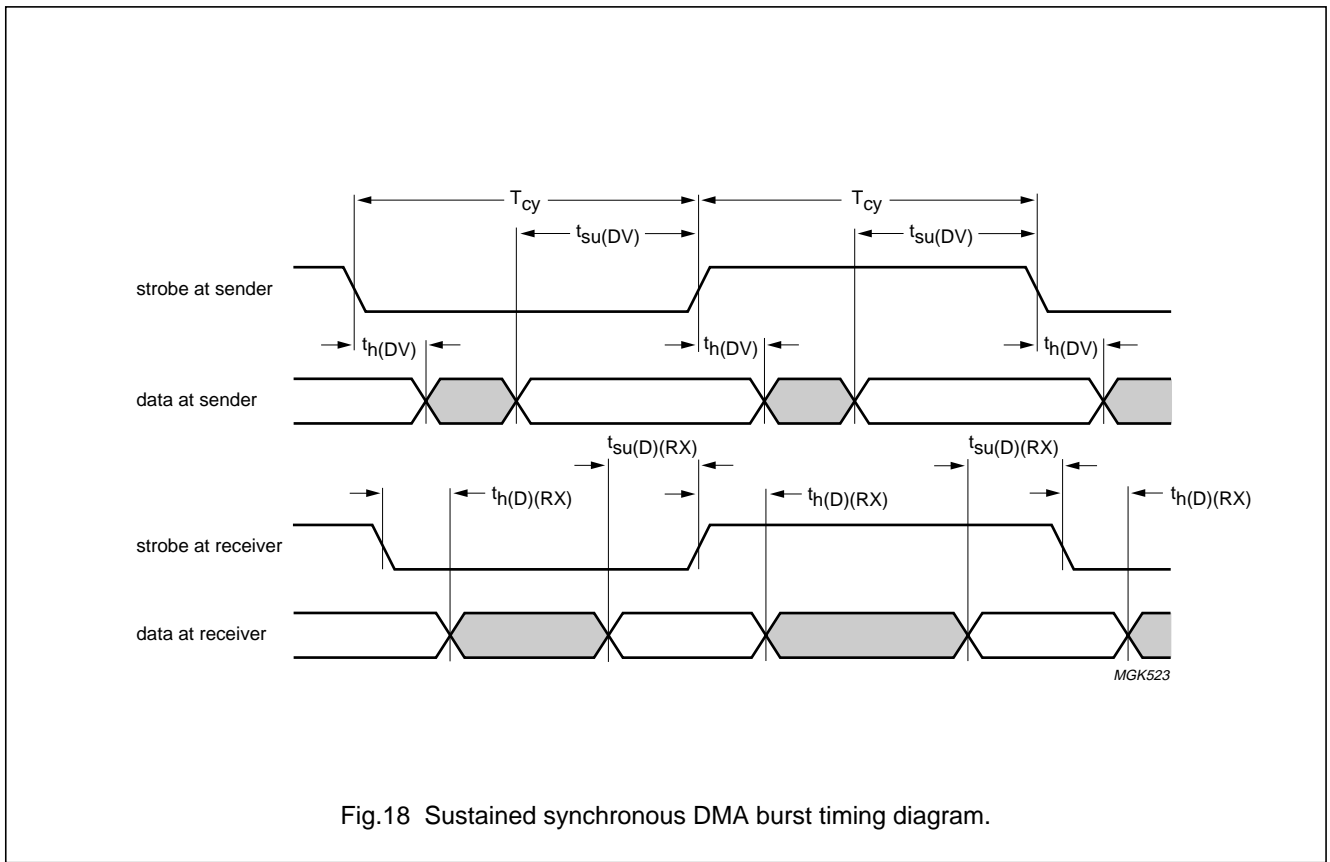 Tcy Tcy
tsu(DV) tsu(DV)
strobe at sender
th(DV) th(DV) th(DV)
data at sender
tsu(D)(RX) tsu(D)(RX)
th(D)(RX) th(D)(RX) th(D)(RX)
strobe at receiver
data at receiver
MGK523
Fig.18 Sustained synchronous DMA burst timing diagram.